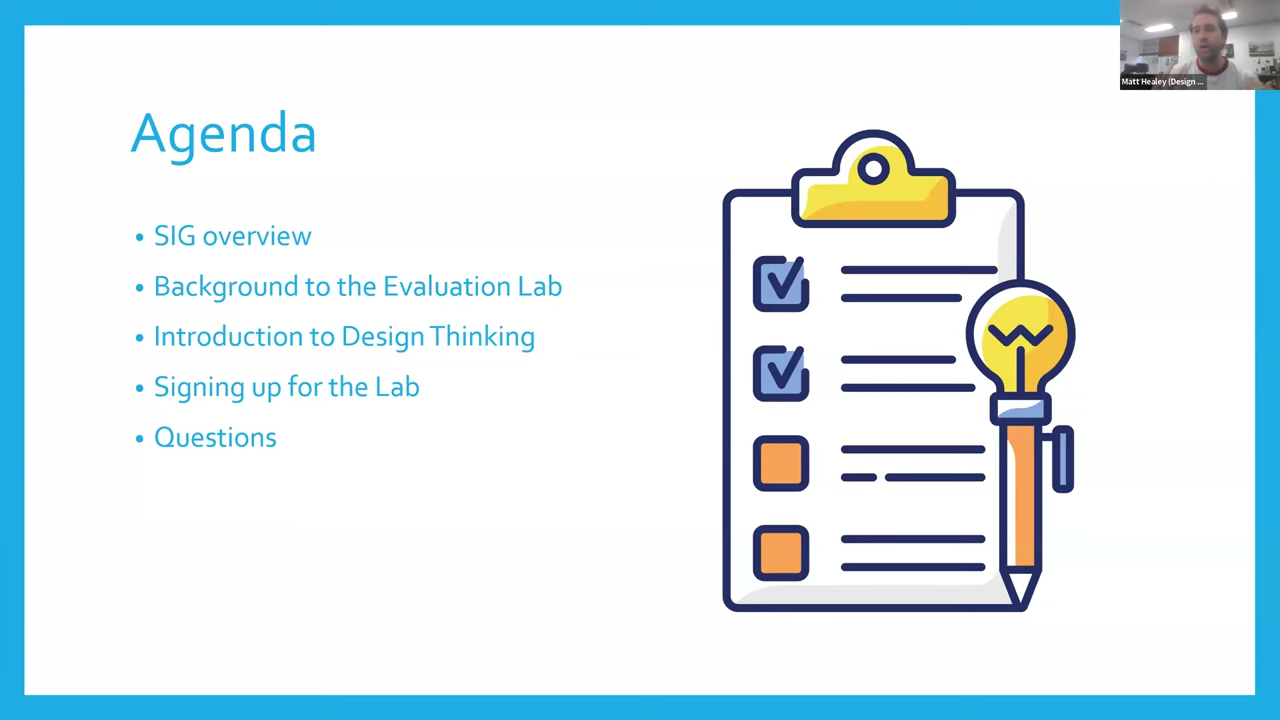 Matt Healey (Design ...
Agenda
• SIG overview
• Background to the Evaluation Lab
• Introduction to Design Thinking
• Signing up for the Lab
• Questions